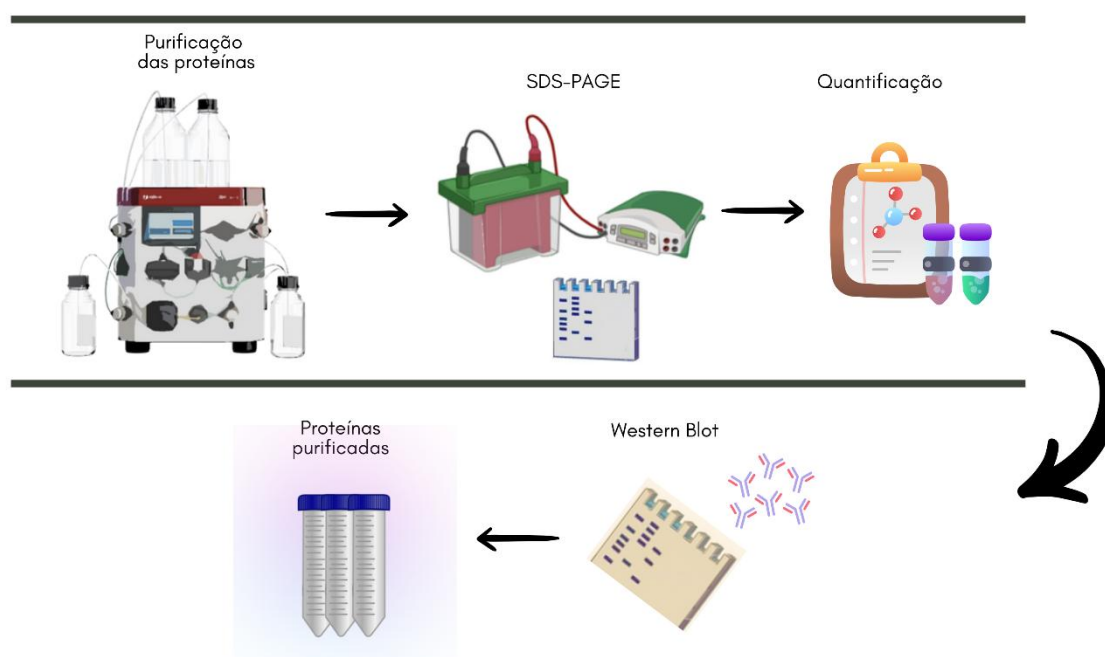 Purificação
das proteínas
SDS-PAGE
Quantificação
Western Blot
Proteínas
purificadas